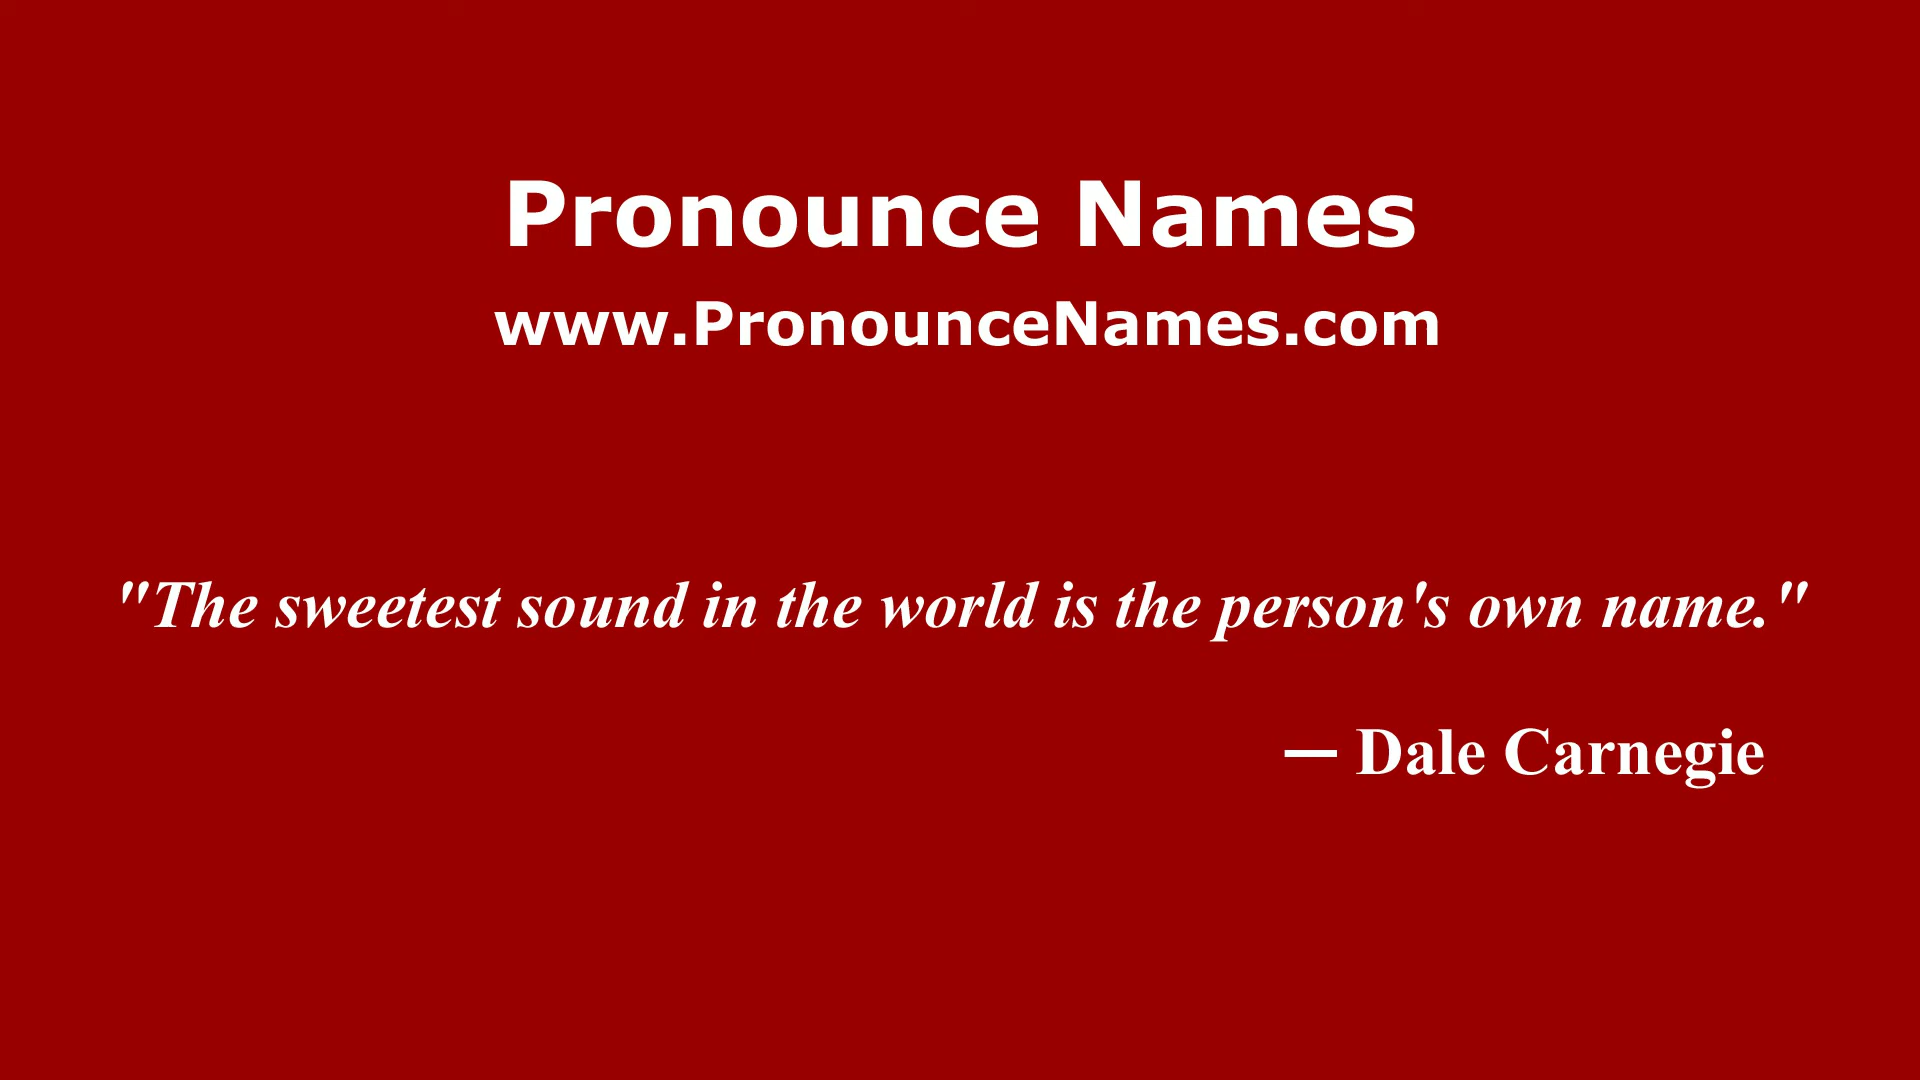 Pronounce Names
www.PronounceNames.com
"The sweetest sound in the world is the person's own name."
— Dale Carnegie